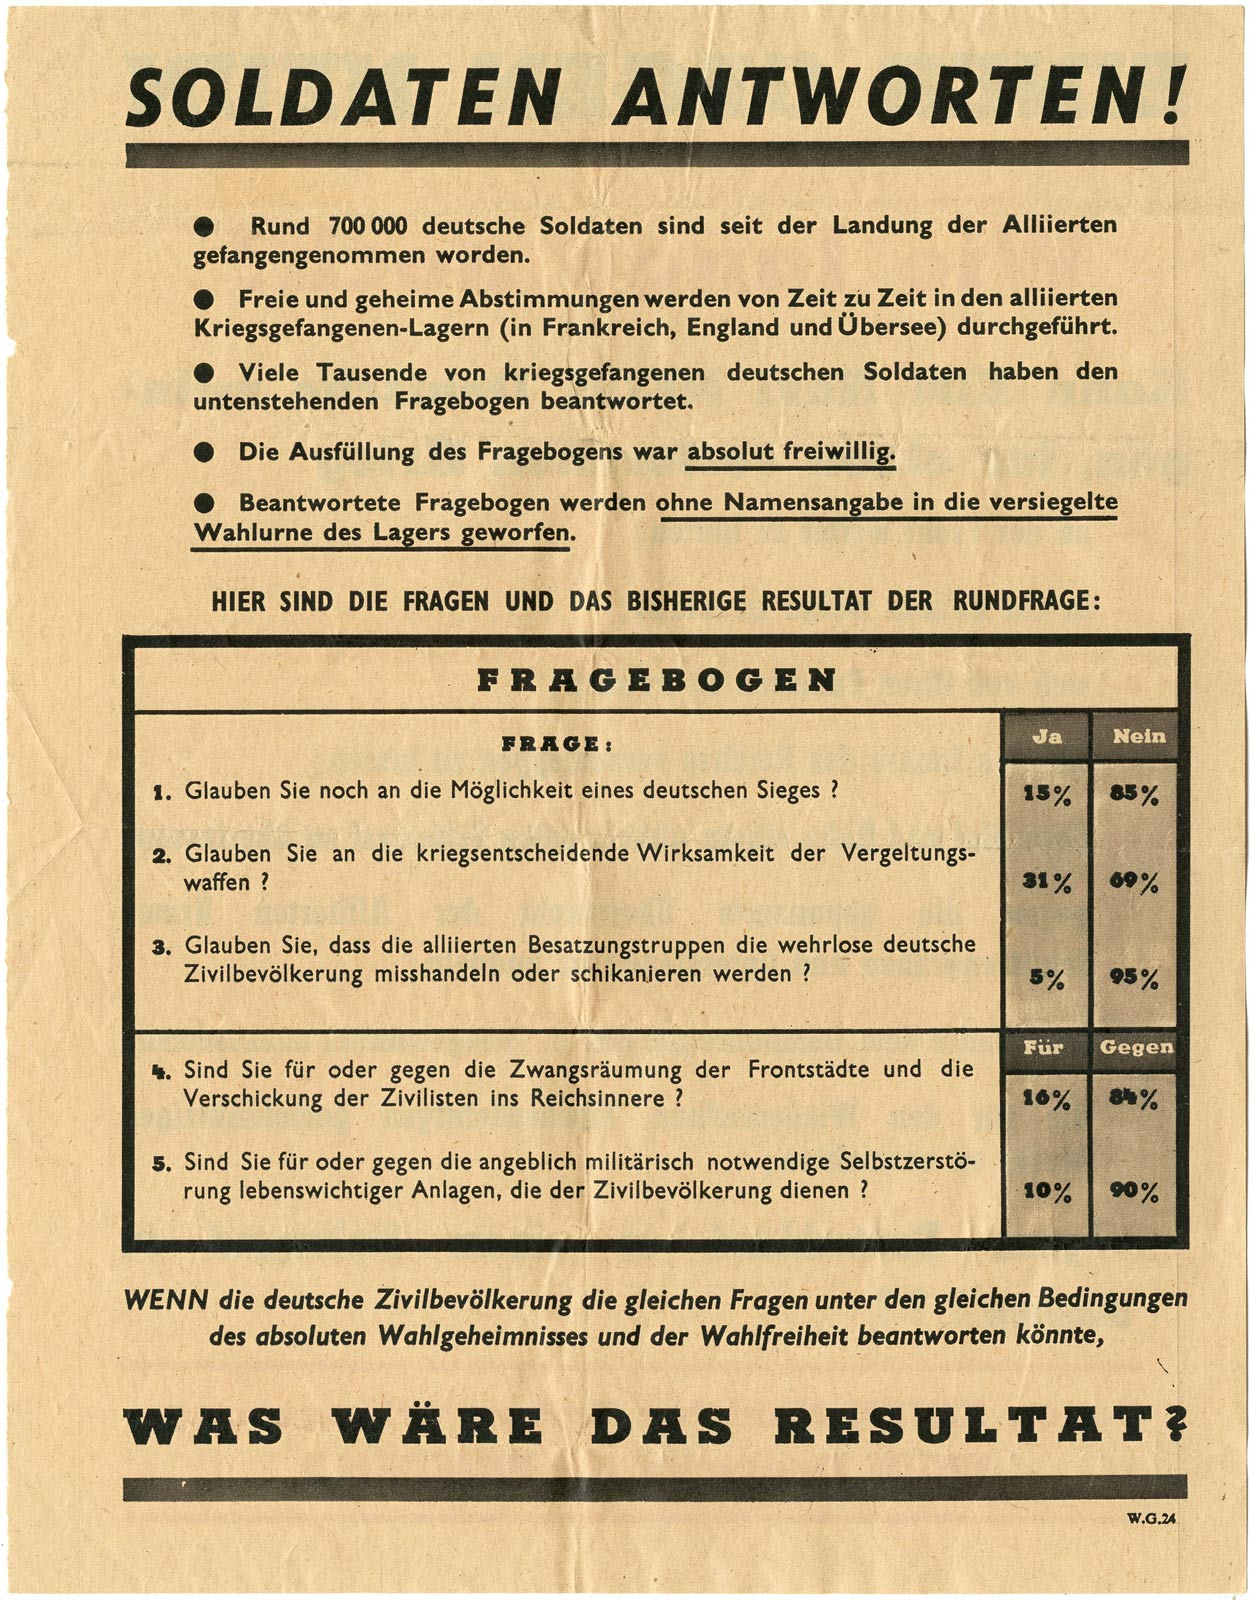 SOLDATEN ANTWORTEN!
● Rund 700 000 deutsche Soldaten sind seit der Landung der Alliierten
gefangengenommen worden.
● Freie und geheime Abstimmungen werden von Zeit zu Zeit in den alliierten
Kriegsgefangenen-Lagern (in Frankreich, England und Übersee) durchgeführt.
● Viele Tausende von kriegsgefangenen deutschen Soldaten haben den
untenstehenden Fragebogen beantwortet.
● Die Ausfüllung des Fragebogens war absolut freiwillig.
● Beantwortete Fragebogen werden ohne Namensangabe in die versiegelte
Wahlurne des Lagers geworfen.
HIER SIND DIE FRAGEN UND DAS BISHERIGE RESULTAT DER RUNDFRAGE:
FRAGEBOGEN
FRAGE: Ja Nein
1. Glauben Sie noch an die Möglichkeit eines deutschen Sieges ? 15% 85%
2. Glauben Sie an die kriegsentscheidende Wirksamkeit der Vergeltungs-
waffen ? 31% 69%
3. Glauben Sie, dass die alliierten Besatzungstruppen die wehrlose deutsche
Zivilbevölkerung misshandeln oder schikanieren werden ? 5% 95%
Für Gegen
4. Sind Sie für oder gegen die Zwangsräumung der Frontstädte und die
Verschickung der Zivilisten ins Reichsinnere ? 16% 84%
5. Sind Sie für oder gegen die angeblich militärisch notwendige Selbstzerstö-
rung lebenswichtiger Anlagen, die der Zivilbevölkerung dienen ? 10% 90%
WENN die deutsche Zivilbevölkerung die gleichen Fragen unter den gleichen Bedingungen
des absoluten Wahlgeheimnisses und der Wahlfreiheit beantworten könnte,
WAS WÄRE DAS RESULTAT?
W.G.24